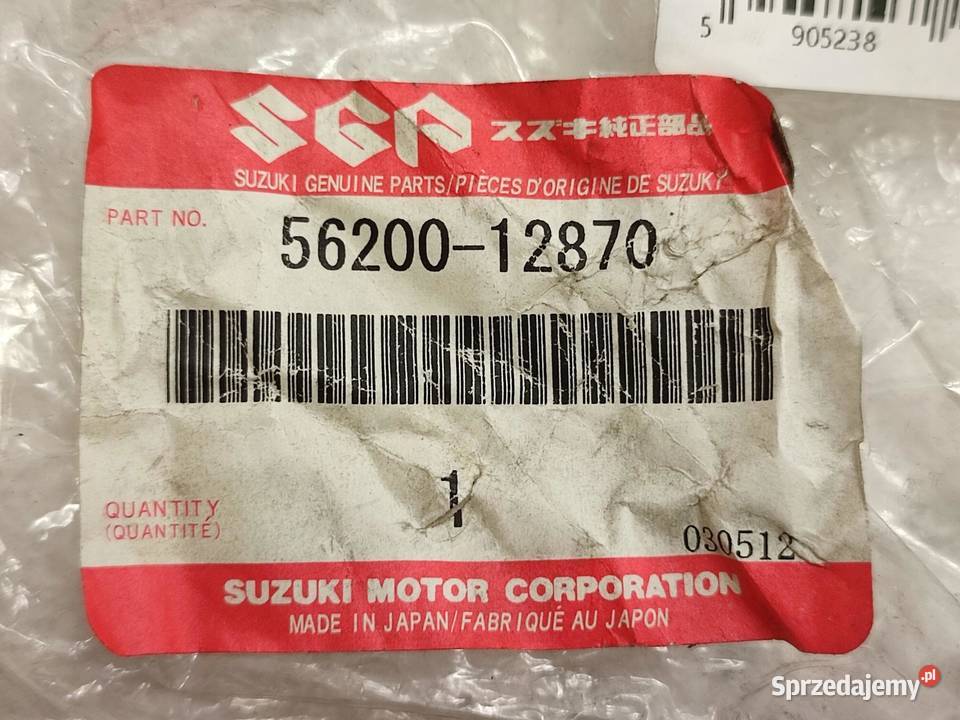 5 905238
SGP スズキ純正部品
SUZUKI GENUINE PARTS/PIECES D'ORIGINE DE SUZUKI
PART NO.
56200-12870
1
QUANTITY
(QUANTITÉ)
030512
SUZUKI MOTOR CORPORATION
MADE IN JAPAN/FABRIQUÉ AU JAPON
Sprzedajemy.pl